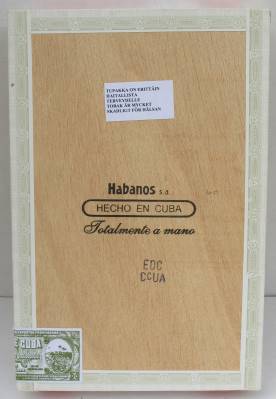 TUPAKKA ON ERITTÄIN
HAITALLISTA
TERVEYDELLE
TOBAK ÄR MYCKET
SKADLIGT FÖR HÄLSAN
Habanos s.a.
HECHO EN CUBA
Totalmente a mano
EOC
CCUA
CUBA